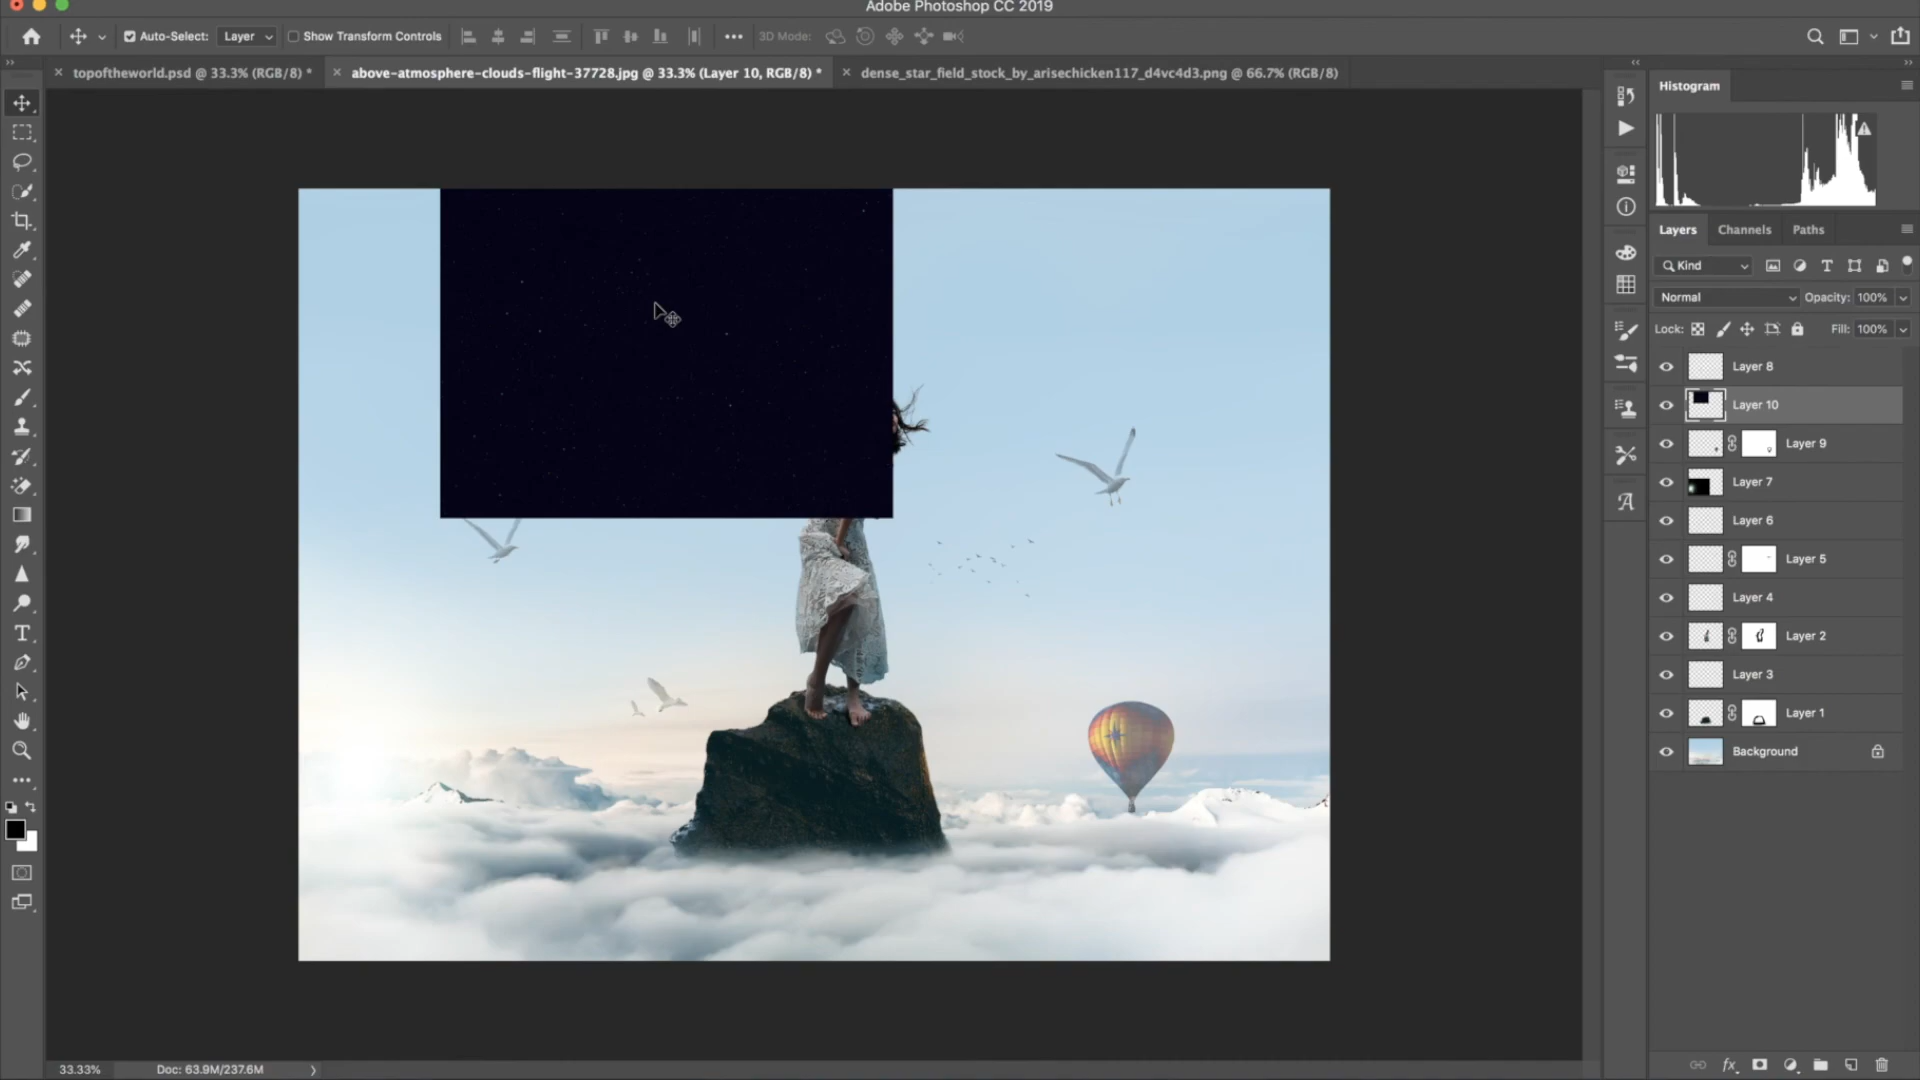 Adobe Photoshop CC 2019
Auto-Select: Layer Show Transform Controls 3D Mode:
topoftheworld.psd @ 33.3% (RGB/8) *
above-atmosphere-clouds-flight-37728.jpg @ 33.3% (Layer 10, RGB/8) *
dense_star_field_stock_by_arisechicken117_d4vc4d3.png @ 66.7% (RGB/8)
Histogram
Layers Channels Paths
Kind
Normal Opacity: 100%
Lock: Fill: 100%
Layer 8
Layer 10
Layer 9
Layer 7
Layer 6
Layer 5
Layer 4
Layer 2
Layer 3
Layer 1
Background
33.33% Doc: 63.9M/237.6M